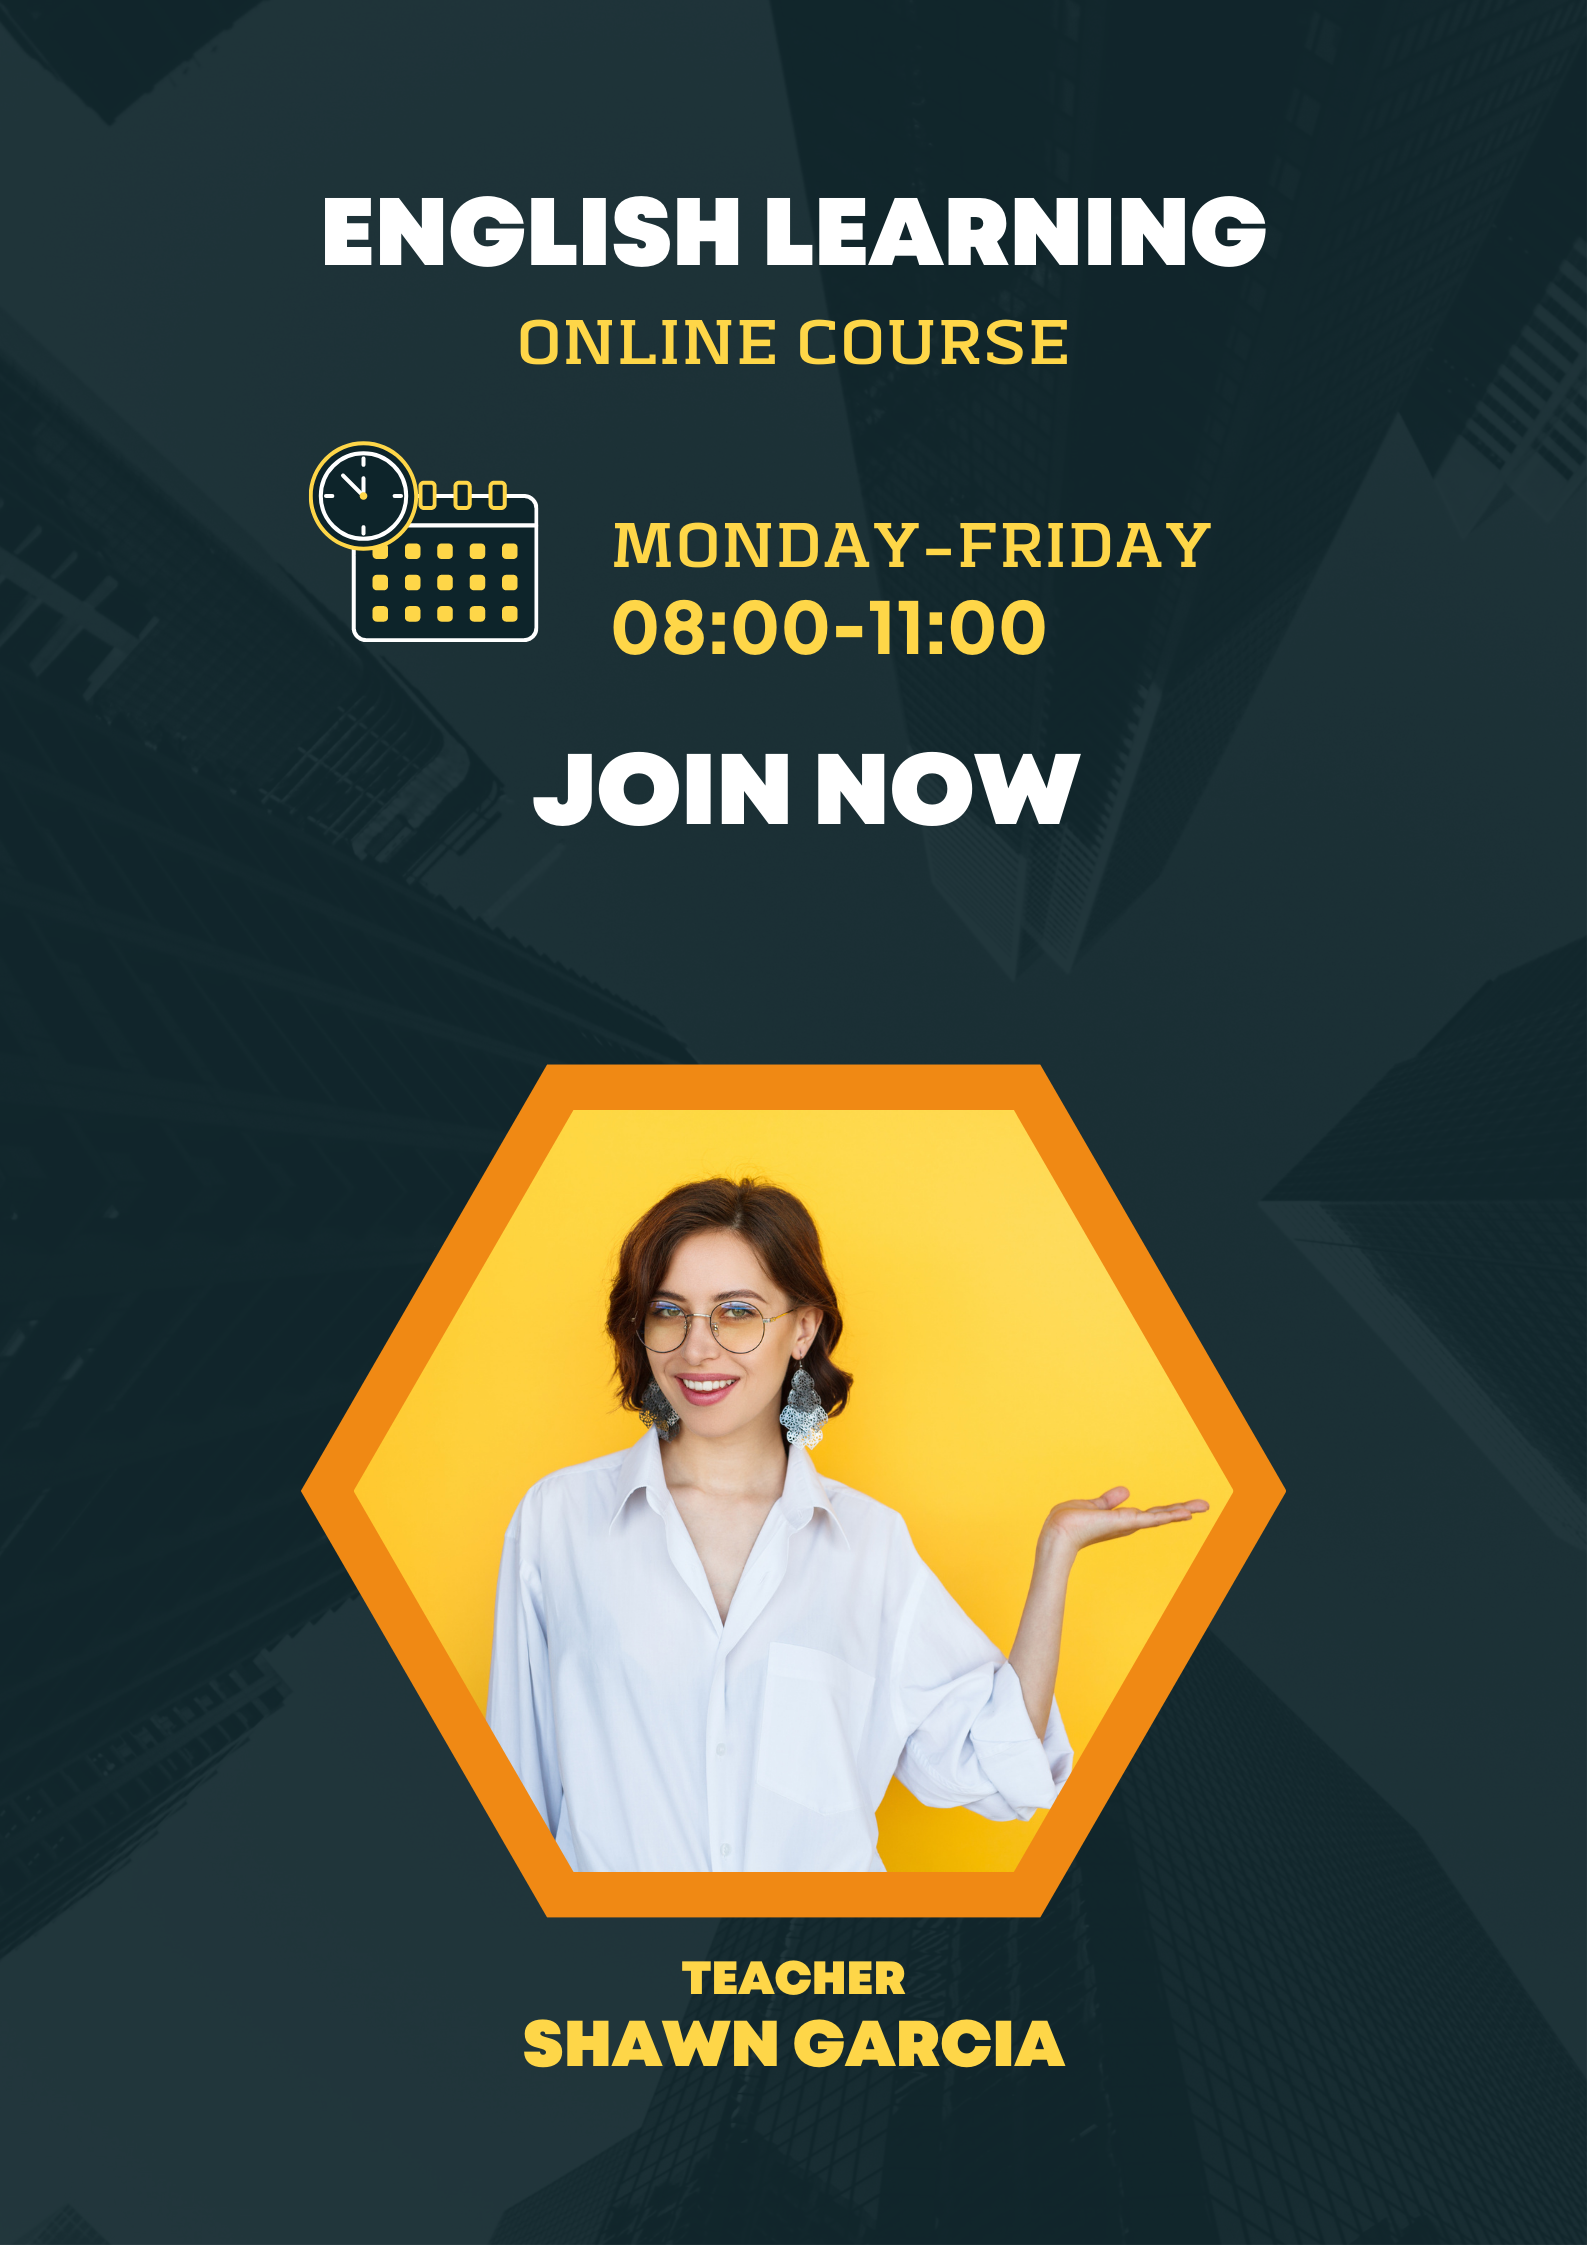 ENGLISH LEARNING
ONLINE COURSE
MONDAY-FRIDAY
08:00-11:00
JOIN NOW
TEACHER
SHAWN GARCIA